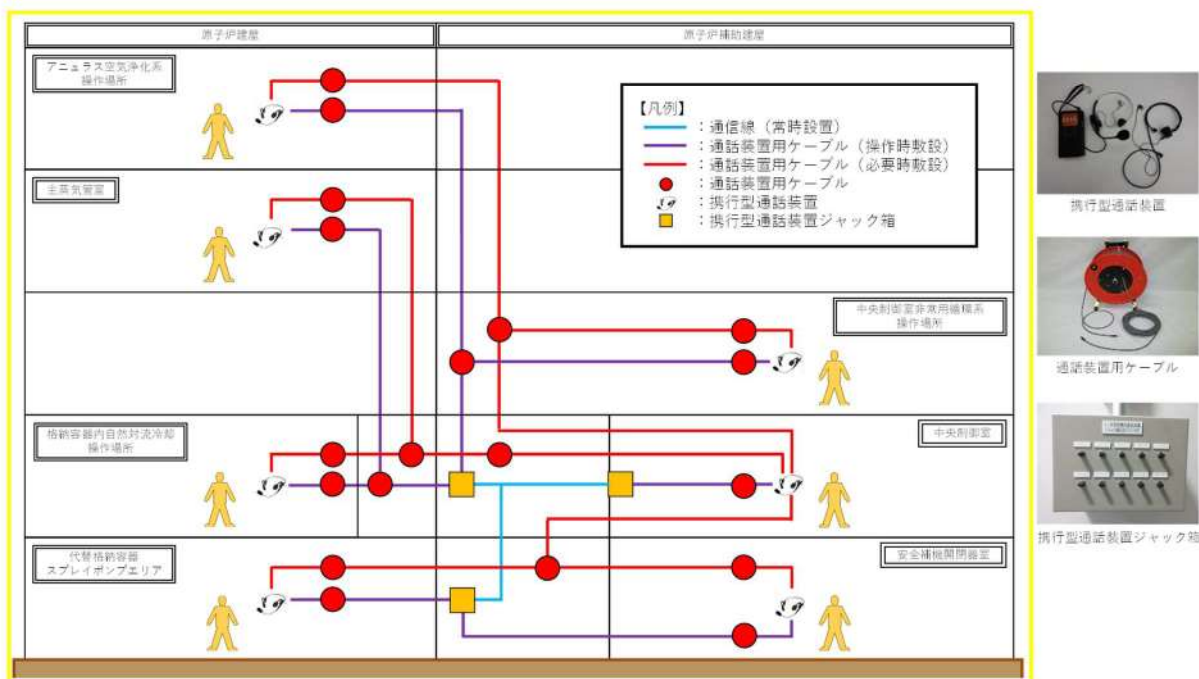 原子炉建屋
原子炉補助建屋
アニュラス空気浄化系
操作場所
【凡例】
：通信線（常時設置）
：通話装置用ケーブル（操作時敷設）
：通話装置用ケーブル（必要時敷設）
：通話装置用ケーブル
：携行型通話装置
：携行型通話装置ジャック箱
携行型通話装置
主蒸気管室
中央制御室非常用循環系
操作場所
通話装置用ケーブル
格納容器内自然対流冷却
操作場所
中央制御室
携行型通話装置ジャック箱
代替格納容器
スプレイポンプエリア
安全補機開閉器室